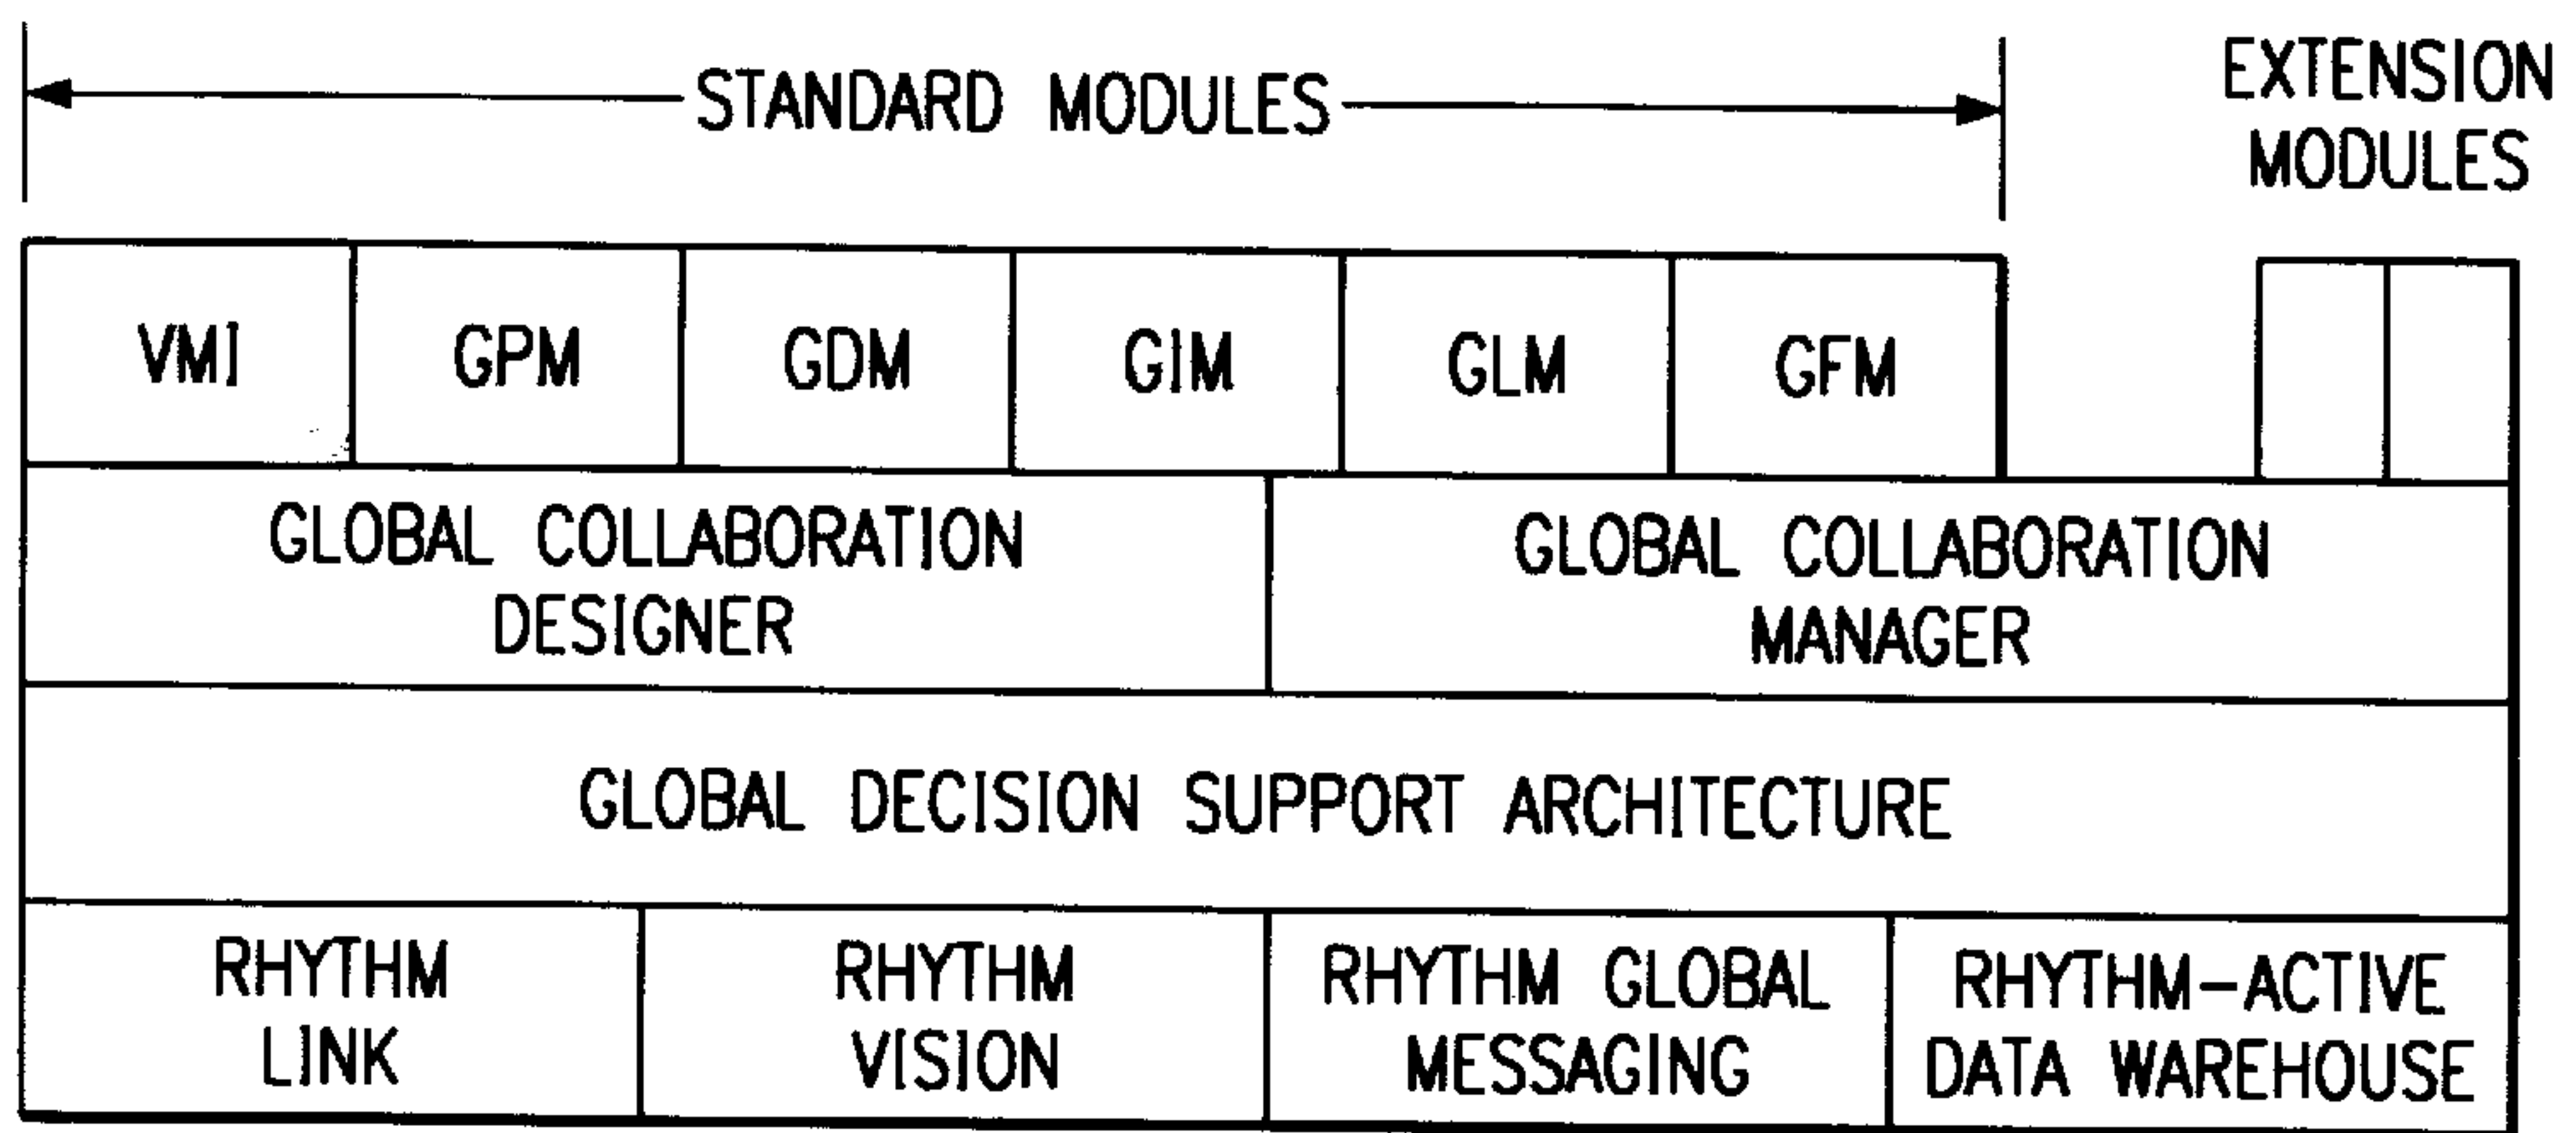 STANDARD MODULES
EXTENSION
MODULES
VMI
GPM
GDM
GIM
GLM
GFM
GLOBAL COLLABORATION
DESIGNER
GLOBAL COLLABORATION
MANAGER
GLOBAL DECISION SUPPORT ARCHITECTURE
RHYTHM
LINK
RHYTHM
VISION
RHYTHM GLOBAL
MESSAGING
RHYTHM-ACTIVE
DATA WAREHOUSE